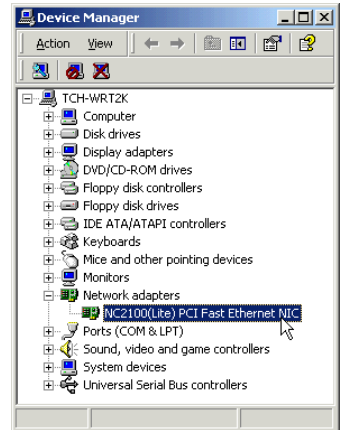 Device Manager
Action View
TCH-WRT2K
Computer
Disk drives
Display adapters
DVD/CD-ROM drives
Floppy disk controllers
Floppy disk drives
IDE ATA/ATAPI controllers
Keyboards
Mice and other pointing devices
Monitors
Network adapters
NC2100(Lite) PCI Fast Ethernet NIC
Ports (COM & LPT)
Sound, video and game controllers
System devices
Universal Serial Bus controllers